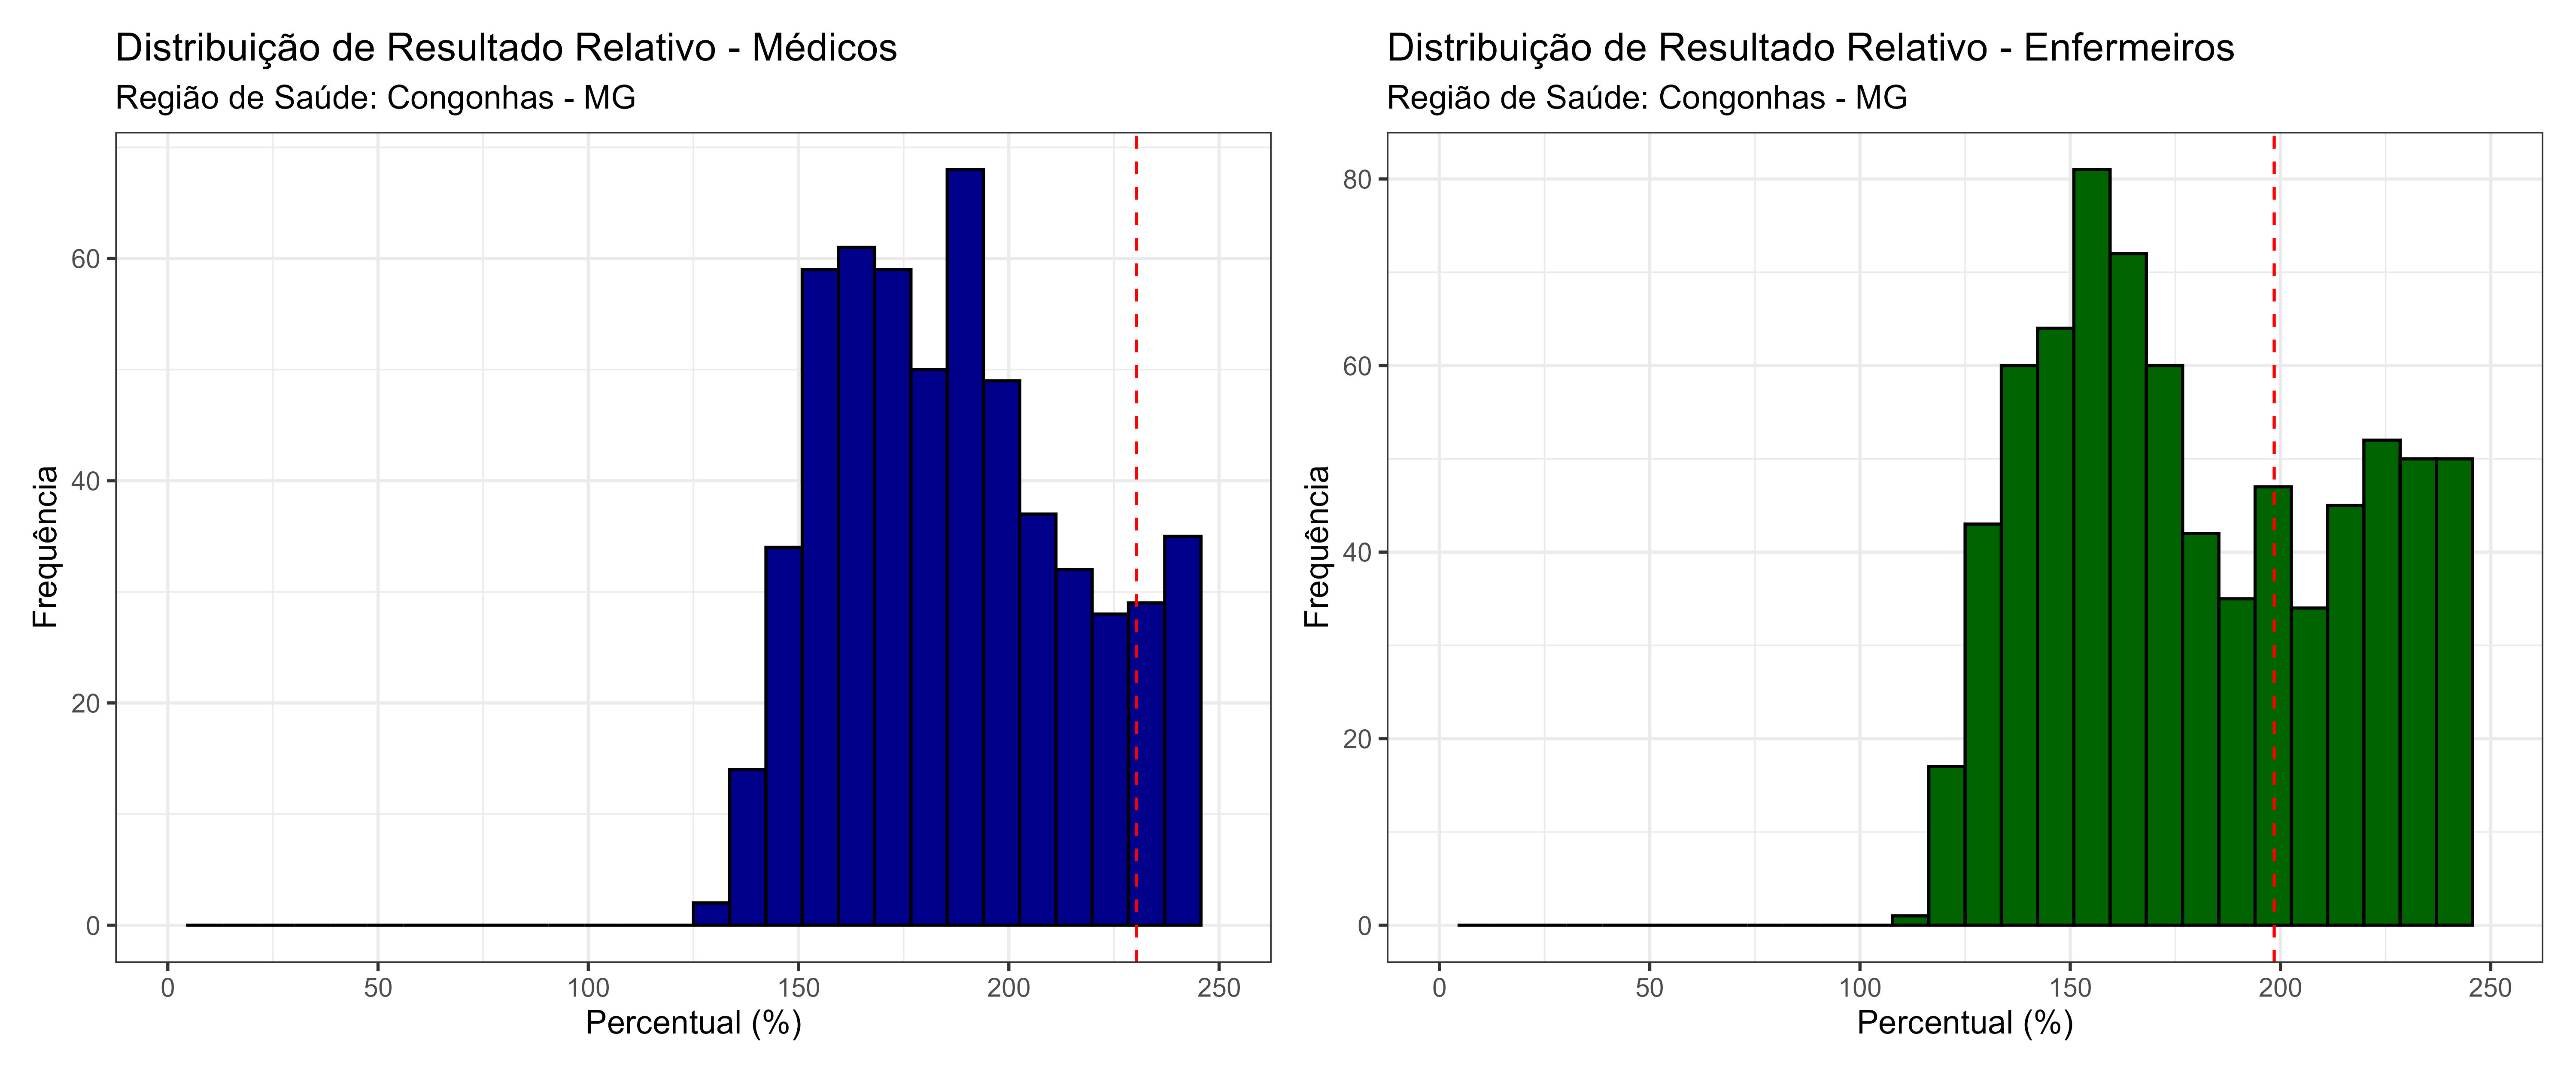 Distribuição de Resultado Relativo - Médicos
Região de Saúde: Congonhas - MG
Frequência
60
40
20
0
0 50 100 150 200 250
Percentual (%)
Distribuição de Resultado Relativo - Enfermeiros
Região de Saúde: Congonhas - MG
Frequência
80
60
40
20
0
0 50 100 150 200 250
Percentual (%)